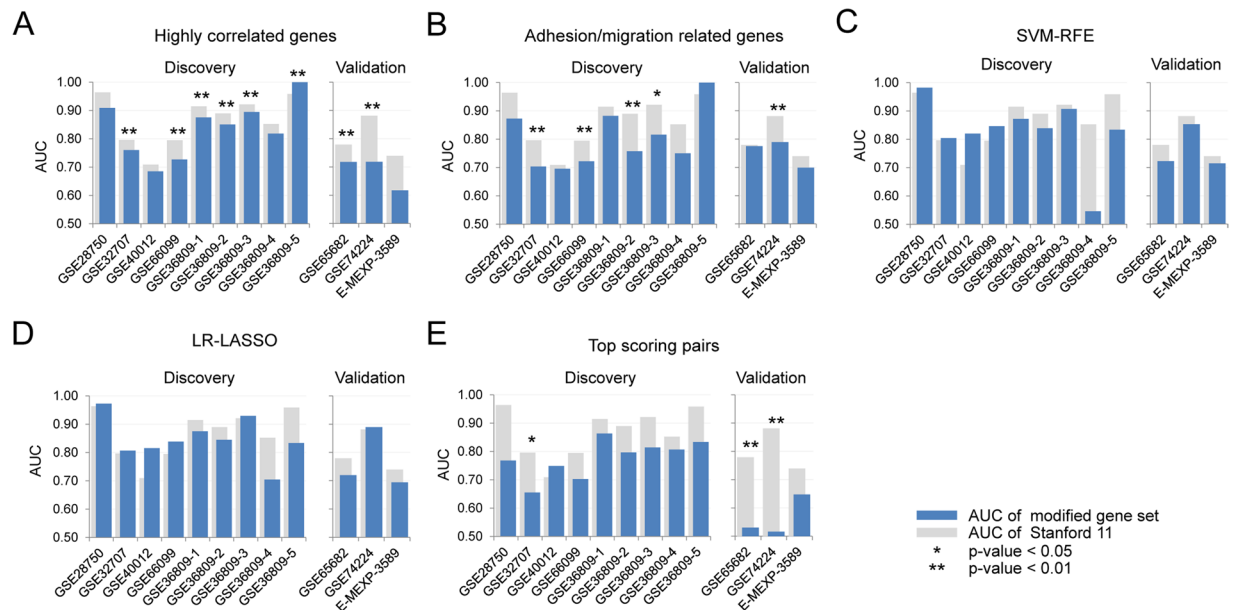 A
Highly correlated genes
Discovery
Validation
AUC
1.00
0.90
0.80
0.70
0.60
0.50
** ** ** ** ** ** ** **
GSE28750
GSE32707
GSE40012
GSE66099
GSE36809-1
GSE36809-2
GSE36809-3
GSE36809-4
GSE36809-5
GSE65682
GSE74224
E-MEXP-3589
B
Adhesion/migration related genes
Discovery
Validation
AUC
1.00
0.90
0.80
0.70
0.60
0.50
** ** ** * **
GSE28750
GSE32707
GSE40012
GSE66099
GSE36809-1
GSE36809-2
GSE36809-3
GSE36809-4
GSE36809-5
GSE65682
GSE74224
E-MEXP-3589
C
SVM-RFE
Discovery
Validation
AUC
1.00
0.90
0.80
0.70
0.60
0.50
GSE28750
GSE32707
GSE40012
GSE66099
GSE36809-1
GSE36809-2
GSE36809-3
GSE36809-4
GSE36809-5
GSE65682
GSE74224
E-MEXP-3589
D
LR-LASSO
Discovery
Validation
AUC
1.00
0.90
0.80
0.70
0.60
0.50
GSE28750
GSE32707
GSE40012
GSE66099
GSE36809-1
GSE36809-2
GSE36809-3
GSE36809-4
GSE36809-5
GSE65682
GSE74224
E-MEXP-3589
E
Top scoring pairs
Discovery
Validation
AUC
1.00
0.90
0.80
0.70
0.60
0.50
* ** **
GSE28750
GSE32707
GSE40012
GSE66099
GSE36809-1
GSE36809-2
GSE36809-3
GSE36809-4
GSE36809-5
GSE65682
GSE74224
E-MEXP-3589
AUC of modified gene set
AUC of Stanford 11
* p-value < 0.05
** p-value < 0.01